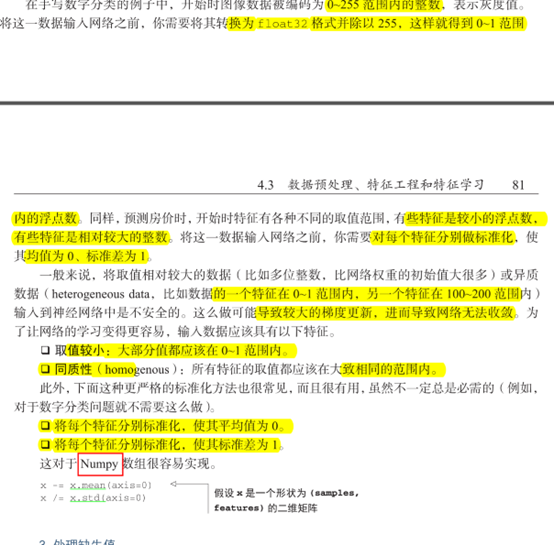 在手写数字分类的例子中，开始时图像数据被编码为 0~255 范围内的整数，表示灰度值。
将这一数据输入网络之前，你需要将其转换为 float32 格式并除以 255，这样就得到 0~1 范围
4.3 数据预处理、特征工程和特征学习 81
内的浮点数。同样，预测房价时，开始时特征有各种不同的取值范围，有些特征是较小的浮点数，
有些特征是相对较大的整数。将这一数据输入网络之前，你需要对每个特征分别做标准化，使
其均值为 0、标准差为 1。
一般来说，将取值相对较大的数据（比如多位整数，比网络权重的初始值大很多）或异质
数据（heterogeneous data，比如数据的一个特征在 0~1 范围内，另一个特征在 100~200 范围内）
输入到神经网络中是不安全的。这么做可能导致较大的梯度更新，进而导致网络无法收敛。为
了让网络的学习变得更容易，输入数据应该具有以下特征。
❑ 取值较小：大部分值都应该在 0~1 范围内。
❑ 同质性（homogenous）：所有特征的取值都应该在大致相同的范围内。
此外，下面这种更严格的标准化方法也很常见，而且很有用，虽然不一定总是必需的（例如，
对于数字分类问题就不需要这么做）。
❑ 将每个特征分别标准化，使其平均值为 0。
❑ 将每个特征分别标准化，使其标准差为 1。
这对于 Numpy 数组很容易实现。
x -= x.mean(axis=0)
x /= x.std(axis=0)
假设 x 是一个形状为 (samples,
features) 的二维矩阵
3. 处理缺失值